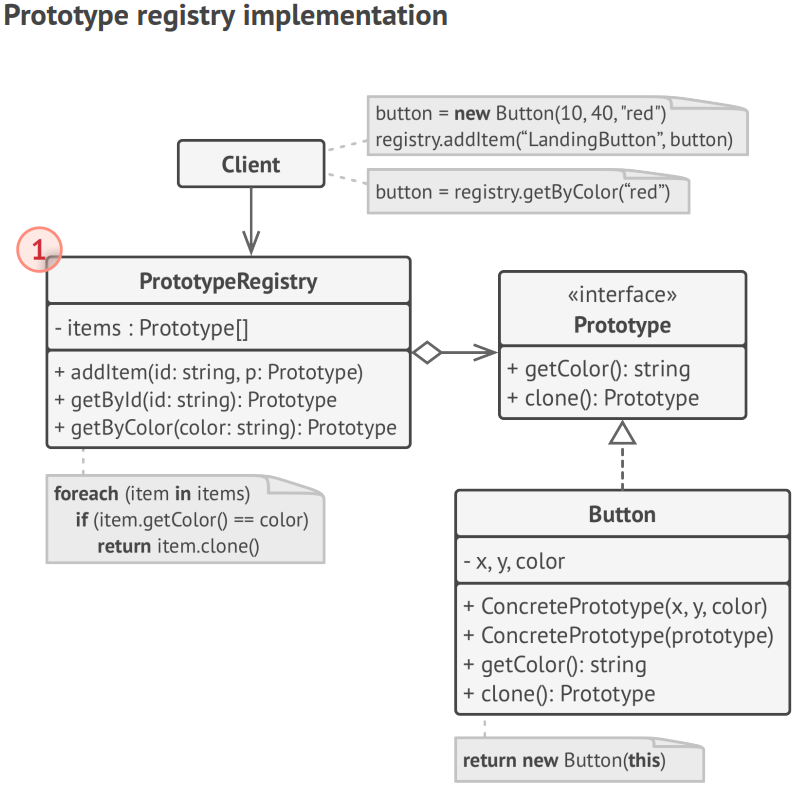 Prototype registry implementation
button = new Button(10, 40, "red")
registry.addItem(“LandingButton”, button)
Client
button = registry.getByColor(“red”)
1
PrototypeRegistry
- items : Prototype[]
+ addItem(id: string, p: Prototype)
+ getById(id: string): Prototype
+ getByColor(color: string): Prototype
«interface»
Prototype
+ getColor(): string
+ clone(): Prototype
foreach (item in items)
if (item.getColor() == color)
return item.clone()
Button
- x, y, color
+ ConcretePrototype(x, y, color)
+ ConcretePrototype(prototype)
+ getColor(): string
+ clone(): Prototype
return new Button(this)